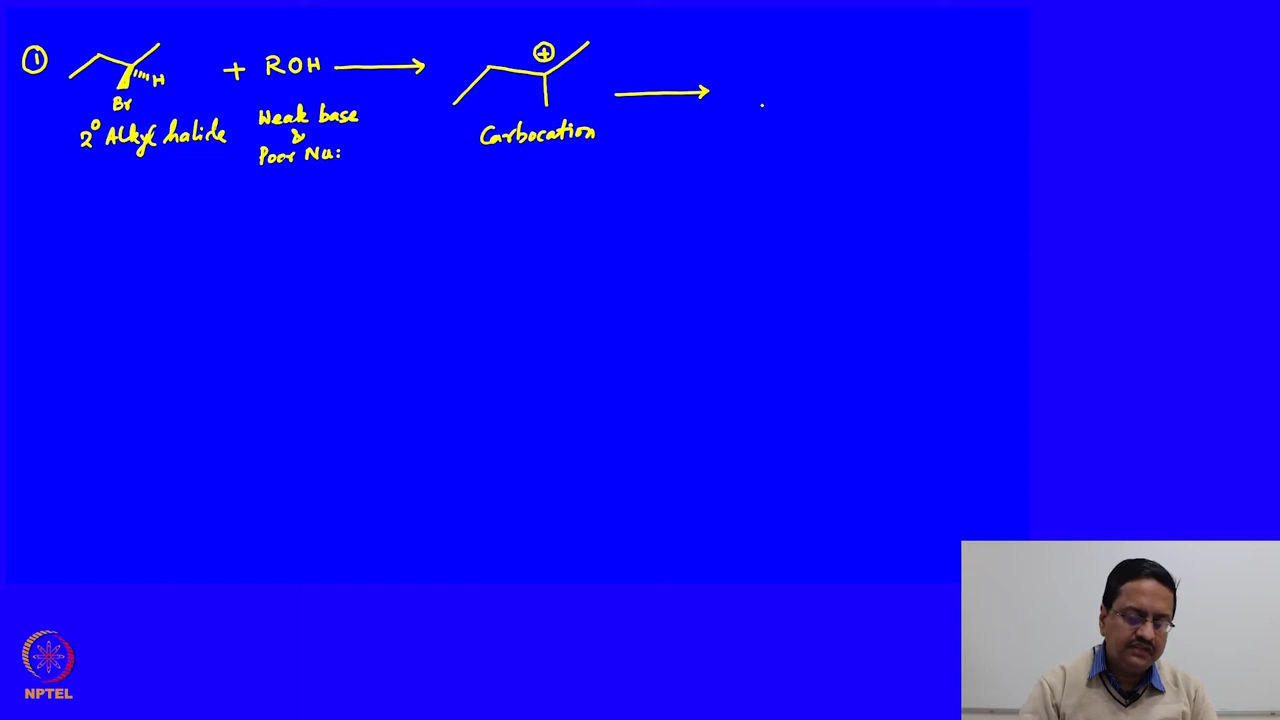 ① Br H + ROH ⟶ ⊕ ⟶
2° Alkyl halide
Weak base
&
Poor Nu:
Carbocation
NPTEL